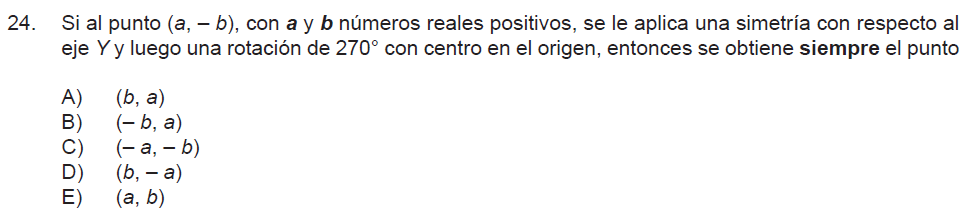 24. Si al punto (a, – b), con a y b números reales positivos, se le aplica una simetría con respecto al
eje Y y luego una rotación de 270° con centro en el origen, entonces se obtiene siempre el punto
A) (b, a)
B) (– b, a)
C) (– a, – b)
D) (b, – a)
E) (a, b)